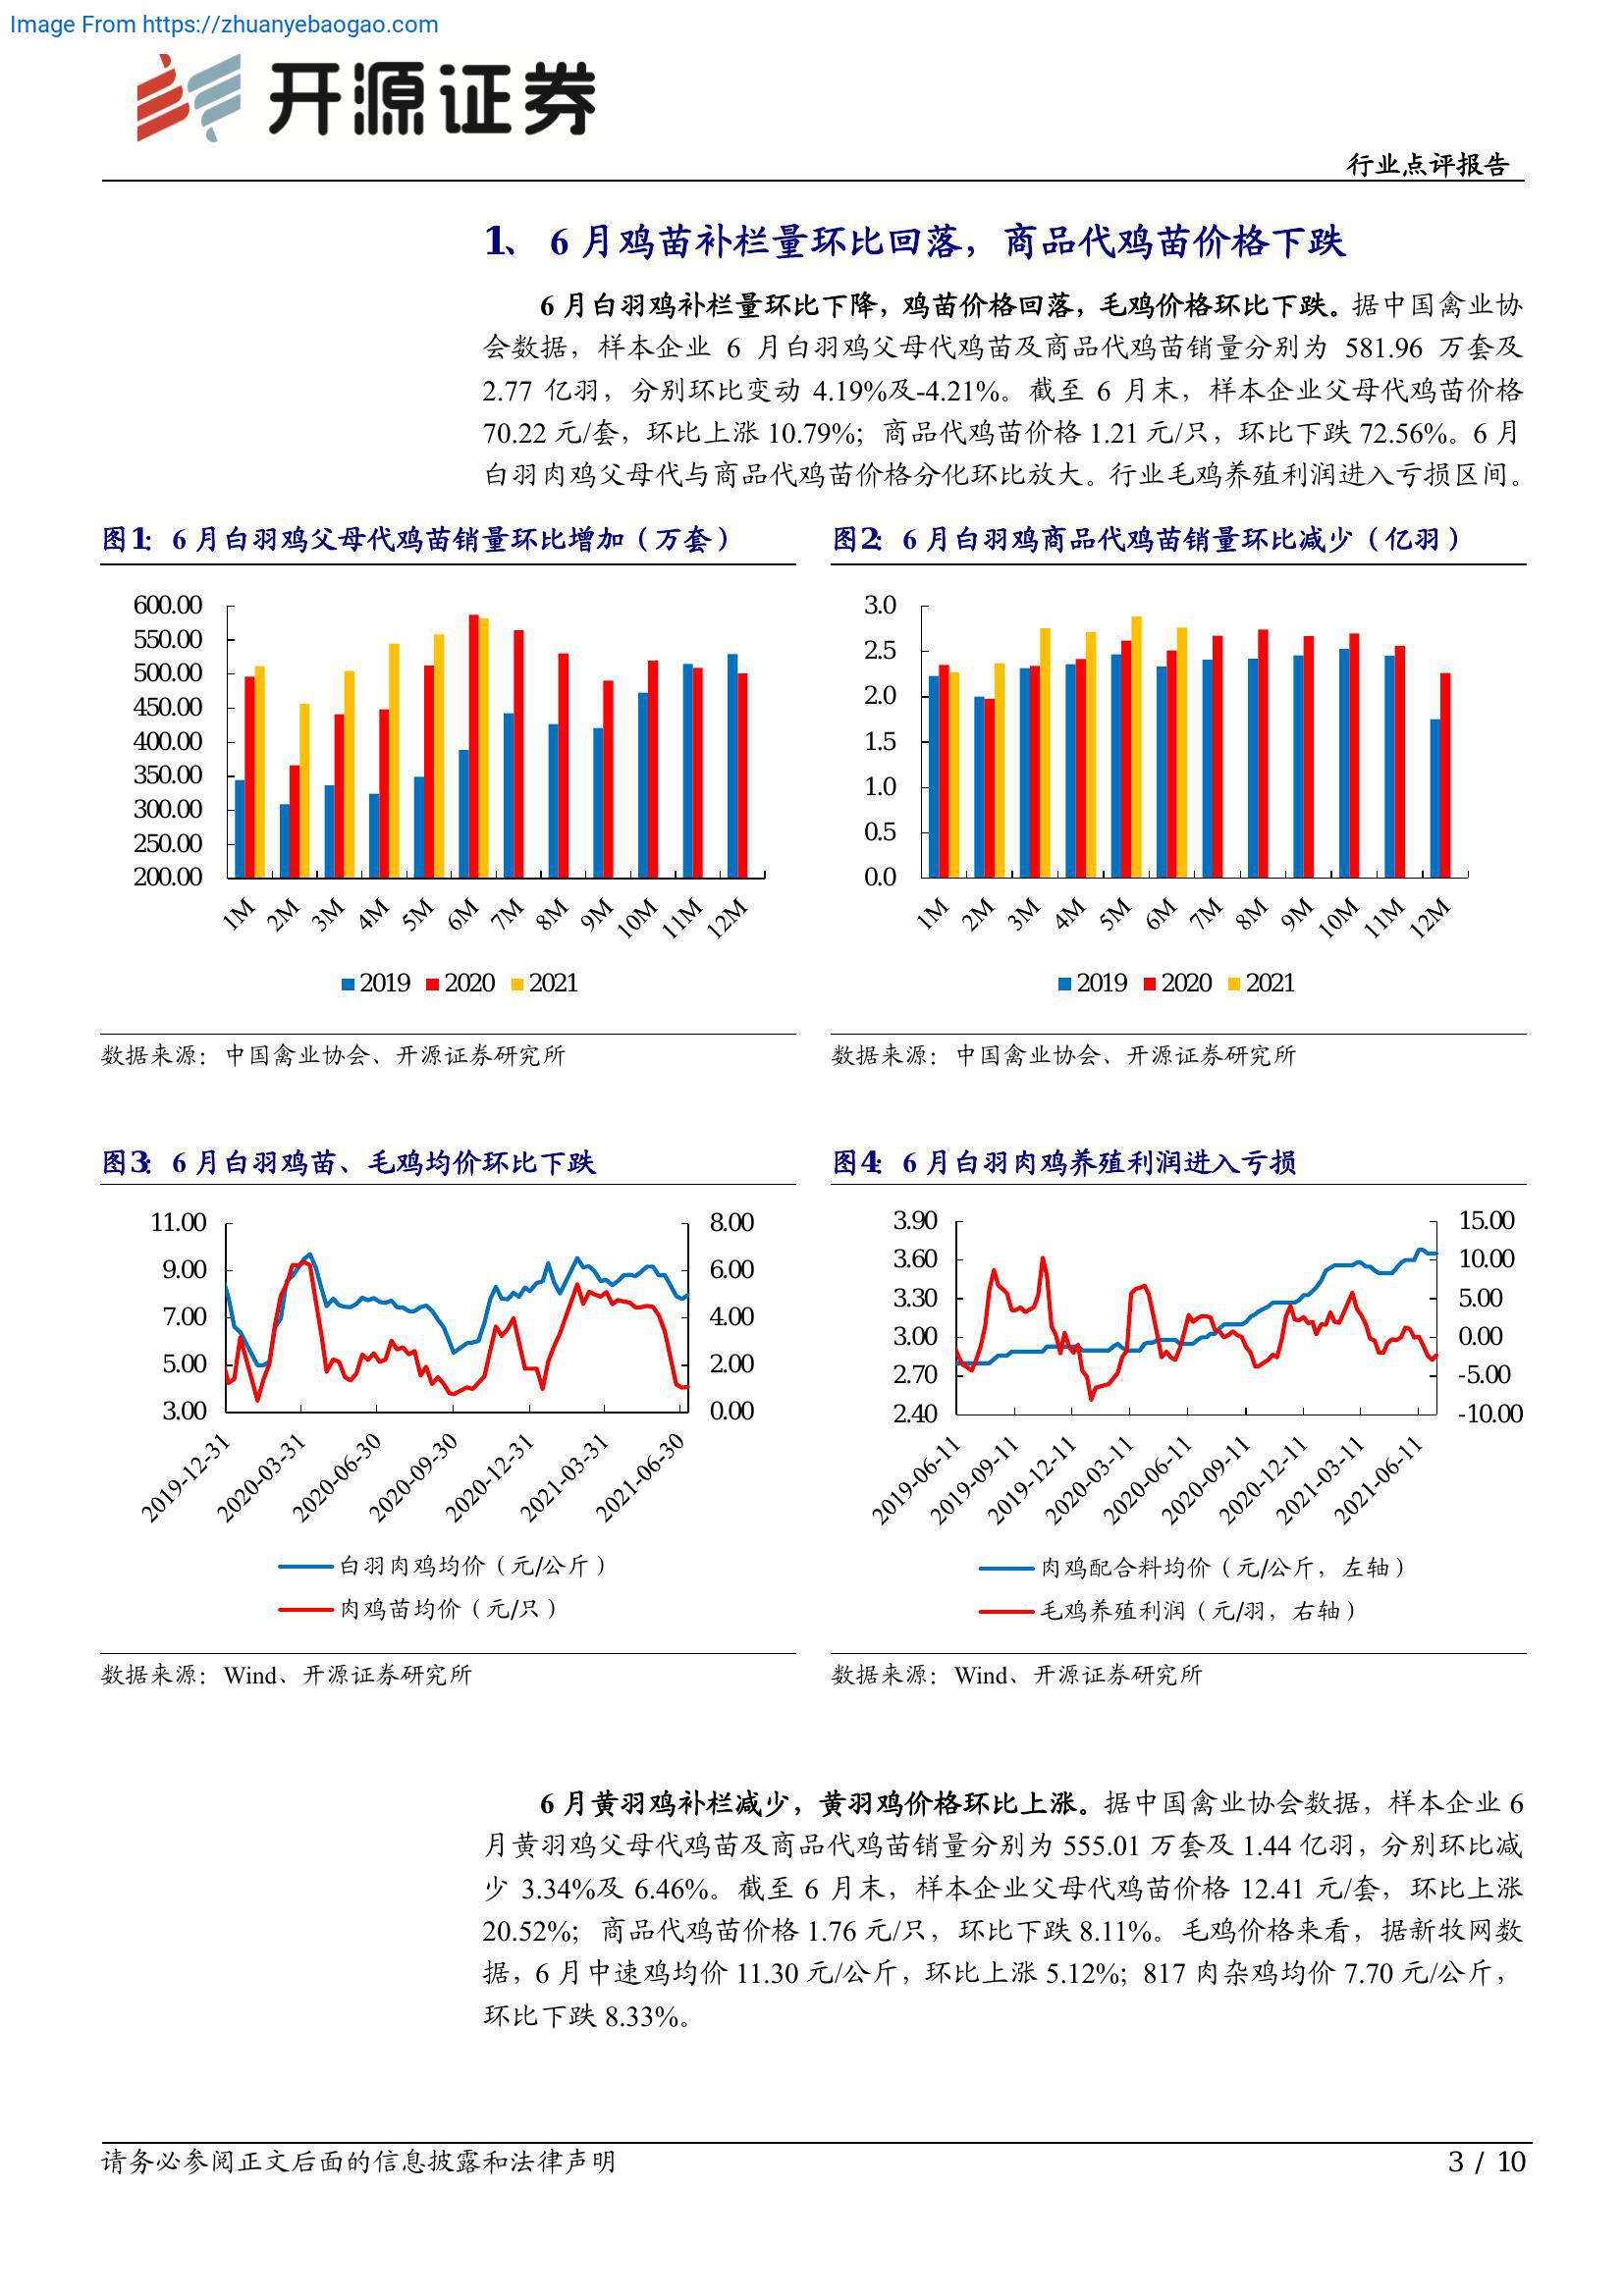 Image From https://zhuanyebaogao.com
开源证券
行业点评报告
1、 6 月鸡苗补栏量环比回落，商品代鸡苗价格下跌
6 月白羽鸡补栏量环比下降，鸡苗价格回落，毛鸡价格环比下跌。据中国禽业协
会数据，样本企业 6 月白羽鸡父母代鸡苗及商品代鸡苗销量分别为 581.96 万套及
2.77 亿羽，分别环比变动 4.19%及-4.21%。截至 6 月末，样本企业父母代鸡苗价格
70.22 元/套，环比上涨 10.79%；商品代鸡苗价格 1.21 元/只，环比下跌 72.56%。6 月
白羽肉鸡父母代与商品代鸡苗价格分化环比放大。行业毛鸡养殖利润进入亏损区间。
图1：6 月白羽鸡父母代鸡苗销量环比增加（万套）
600.00
550.00
500.00
450.00
400.00
350.00
300.00
250.00
200.00
1M 2M 3M 4M 5M 6M 7M 8M 9M 10M 11M 12M
2019 2020 2021
数据来源：中国禽业协会、开源证券研究所
图2：6 月白羽鸡商品代鸡苗销量环比减少（亿羽）
3.0
2.5
2.0
1.5
1.0
0.5
0.0
1M 2M 3M 4M 5M 6M 7M 8M 9M 10M 11M 12M
2019 2020 2021
数据来源：中国禽业协会、开源证券研究所
图3：6 月白羽鸡苗、毛鸡均价环比下跌
11.00 8.00
9.00 6.00
7.00 4.00
5.00 2.00
3.00 0.00
2019-12-31 2020-03-31 2020-06-30 2020-09-30 2020-12-31 2021-03-31 2021-06-30
白羽肉鸡均价（元/公斤）
肉鸡苗均价（元/只）
数据来源：Wind、开源证券研究所
图4：6 月白羽肉鸡养殖利润进入亏损
3.90 15.00
3.60 10.00
3.30 5.00
3.00 0.00
2.70 -5.00
2.40 -10.00
2019-06-11 2019-09-11 2019-12-11 2020-03-11 2020-06-11 2020-09-11 2020-12-11 2021-03-11 2021-06-11
肉鸡配合料均价（元/公斤，左轴）
毛鸡养殖利润（元/羽，右轴）
数据来源：Wind、开源证券研究所
6 月黄羽鸡补栏减少，黄羽鸡价格环比上涨。据中国禽业协会数据，样本企业 6
月黄羽鸡父母代鸡苗及商品代鸡苗销量分别为 555.01 万套及 1.44 亿羽，分别环比减
少 3.34%及 6.46%。截至 6 月末，样本企业父母代鸡苗价格 12.41 元/套，环比上涨
20.52%；商品代鸡苗价格 1.76 元/只，环比下跌 8.11%。毛鸡价格来看，据新牧网数
据，6 月中速鸡均价 11.30 元/公斤，环比上涨 5.12%；817 肉杂鸡均价 7.70 元/公斤，
环比下跌 8.33%。
请务必参阅正文后面的信息披露和法律声明
3 / 10